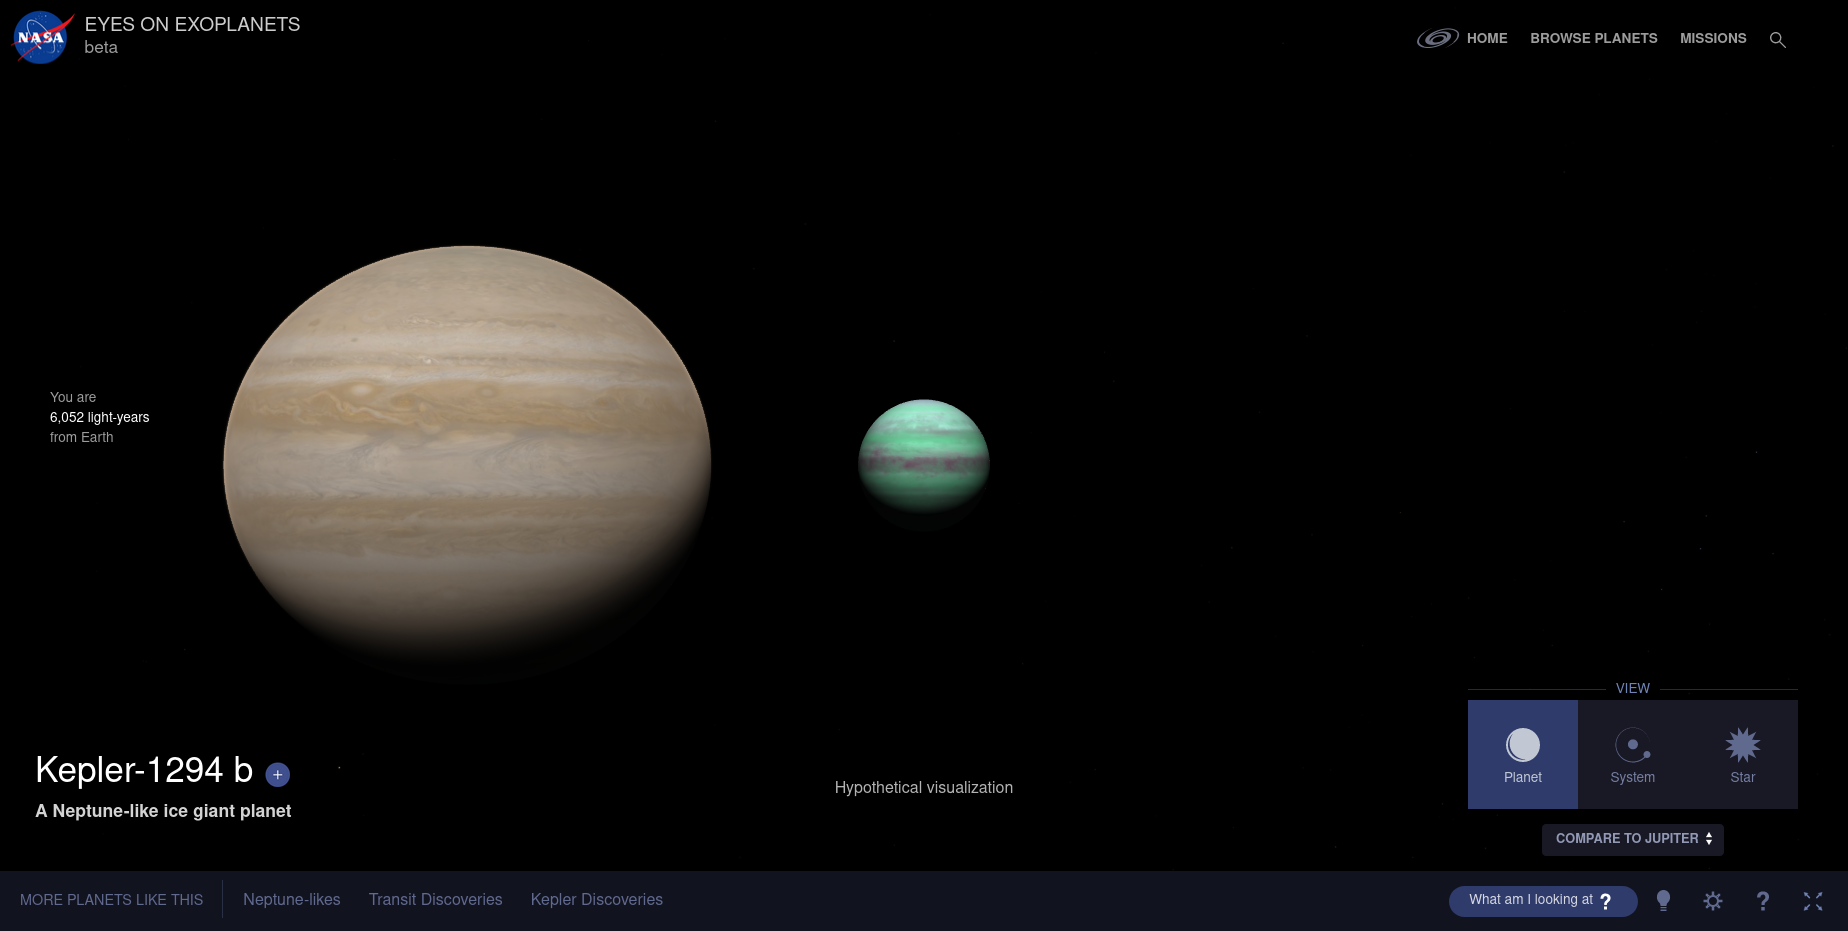 NASA
EYES ON EXOPLANETS
beta
HOME
BROWSE PLANETS
MISSIONS
You are
6,052 light-years
from Earth
Kepler-1294 b +
A Neptune-like ice giant planet
Hypothetical visualization
VIEW
Planet
System
Star
COMPARE TO JUPITER
MORE PLANETS LIKE THIS
Neptune-likes
Transit Discoveries
Kepler Discoveries
What am I looking at ?
?